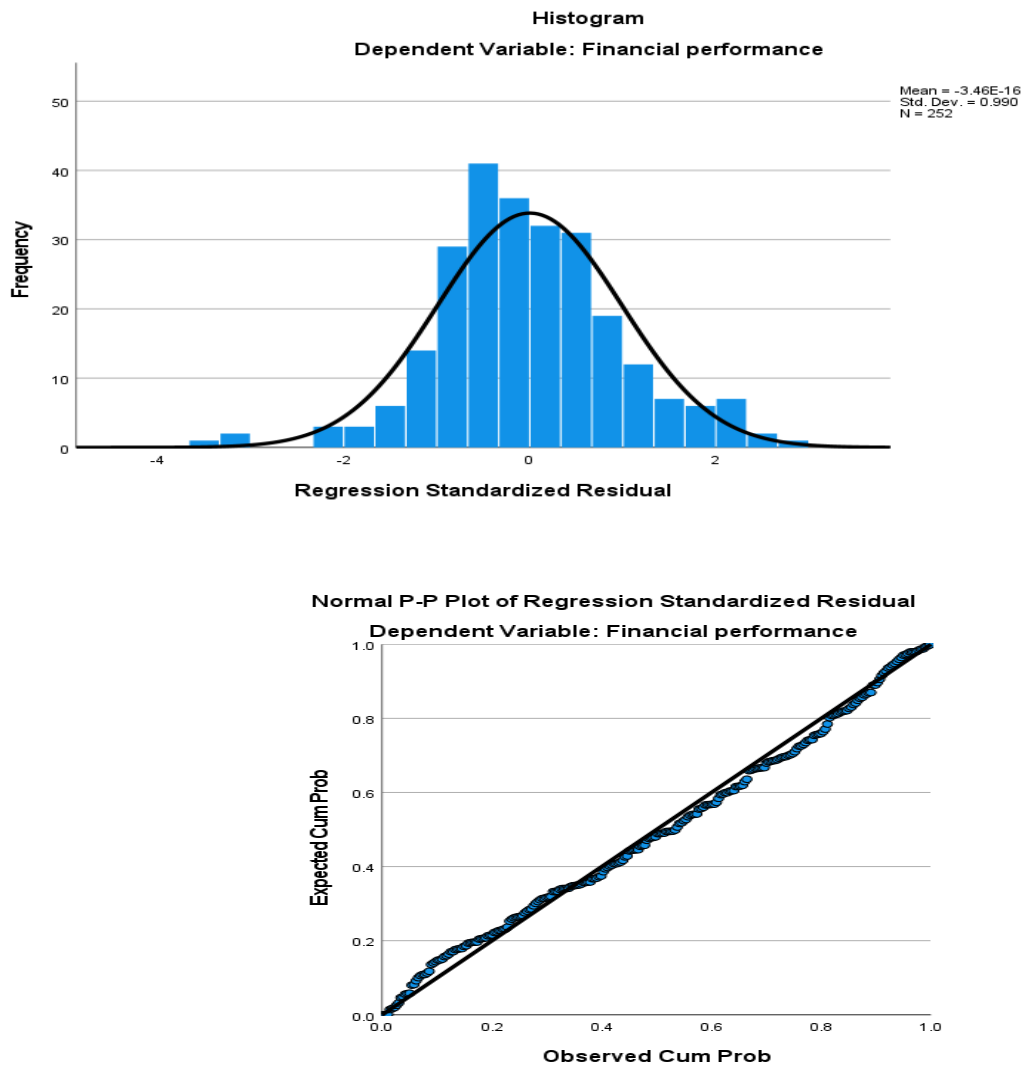 Histogram
Dependent Variable: Financial performance
Mean = -3.46E-16
Std. Dev. = 0.990
N = 252
50
40
30
20
10
0
Frequency
-4 -2 0 2
Regression Standardized Residual
Normal P-P Plot of Regression Standardized Residual
Dependent Variable: Financial performance
1.0
0.8
0.6
0.4
0.2
0.0
Expected Cum Prob
0.0 0.2 0.4 0.6 0.8 1.0
Observed Cum Prob